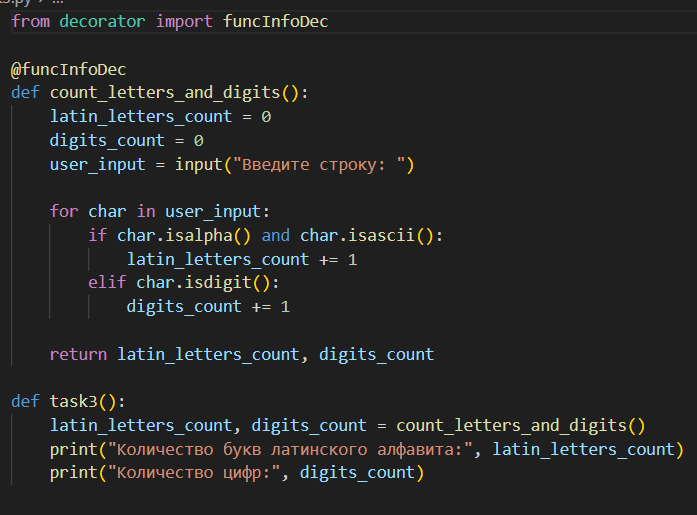 from decorator import funcInfoDec
@funcInfoDec
def count_letters_and_digits():
    latin_letters_count = 0
    digits_count = 0
    user_input = input("Введите строку: ")
    for char in user_input:
        if char.isalpha() and char.isascii():
            latin_letters_count += 1
        elif char.isdigit():
            digits_count += 1
    return latin_letters_count, digits_count
def task3():
    latin_letters_count, digits_count = count_letters_and_digits()
    print("Количество букв латинского алфавита:", latin_letters_count)
    print("Количество цифр:", digits_count)